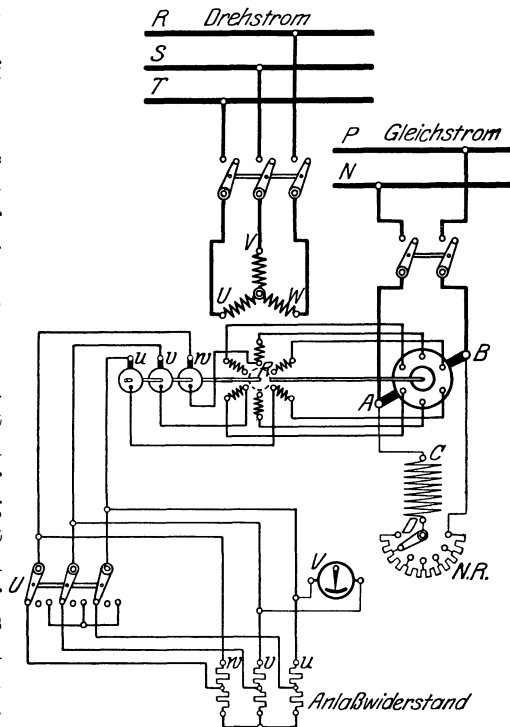 R Drehstrom
S
T
P Gleichstrom
N
V
U W
u v w
R
B
A
C
D
N.R.
U
V
w v u
Anlaßwiderstand